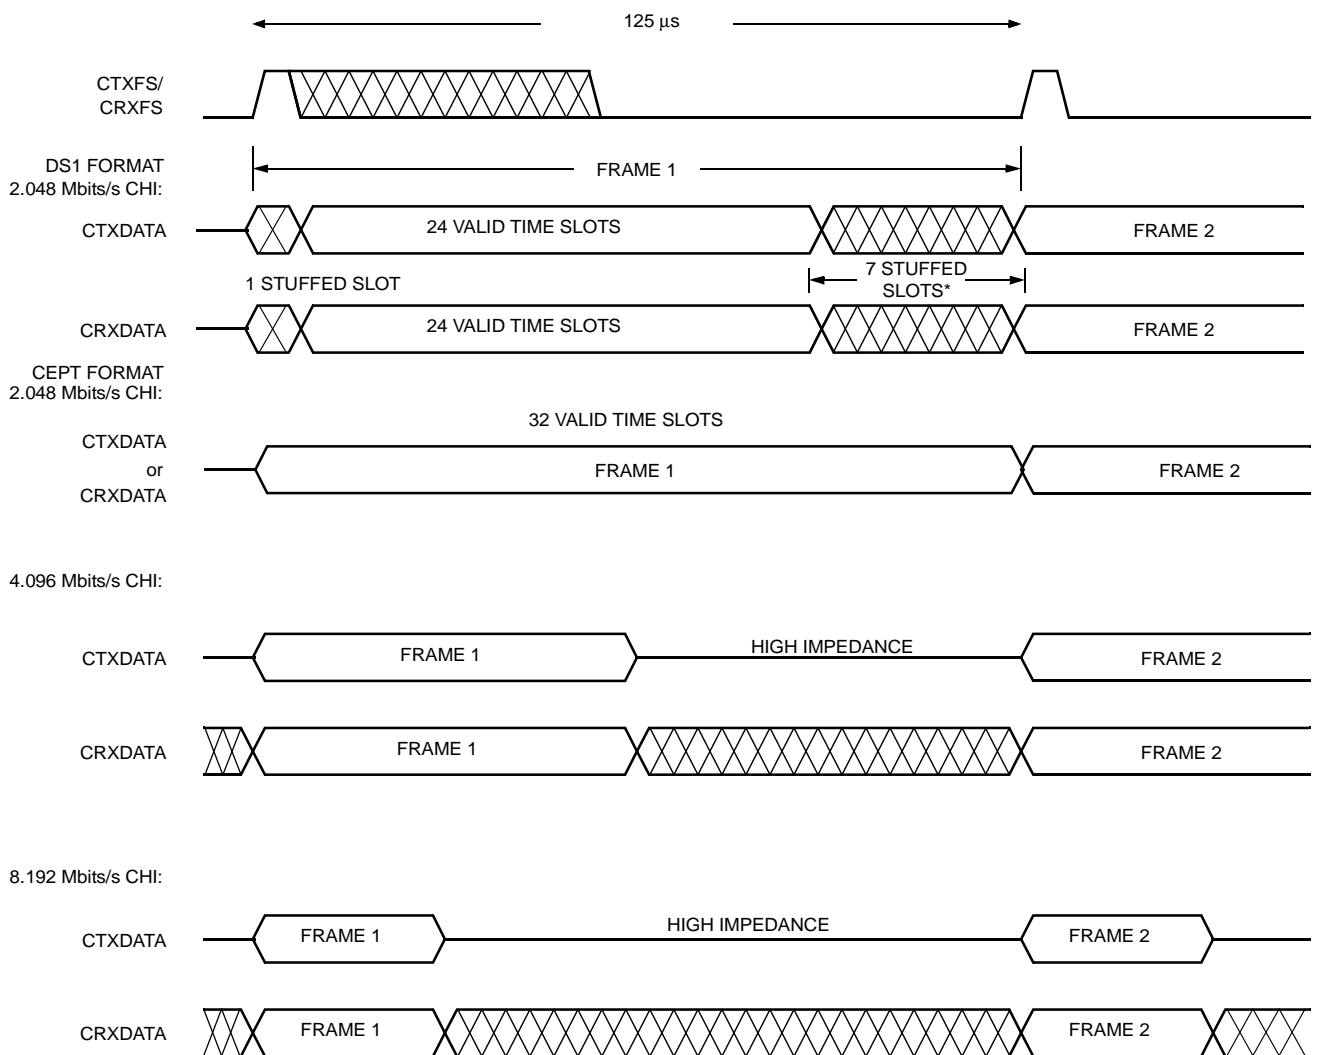 125 μs
CTXFS/
CRXFS
DS1 FORMAT
2.048 Mbits/s CHI:
FRAME 1
CTXDATA
24 VALID TIME SLOTS
FRAME 2
1 STUFFED SLOT
7 STUFFED
SLOTS*
CRXDATA
24 VALID TIME SLOTS
FRAME 2
CEPT FORMAT
2.048 Mbits/s CHI:
32 VALID TIME SLOTS
CTXDATA
or
CRXDATA
FRAME 1
FRAME 2
4.096 Mbits/s CHI:
CTXDATA
FRAME 1
HIGH IMPEDANCE
FRAME 2
CRXDATA
FRAME 1
FRAME 2
8.192 Mbits/s CHI:
CTXDATA
FRAME 1
HIGH IMPEDANCE
FRAME 2
CRXDATA
FRAME 1
FRAME 2